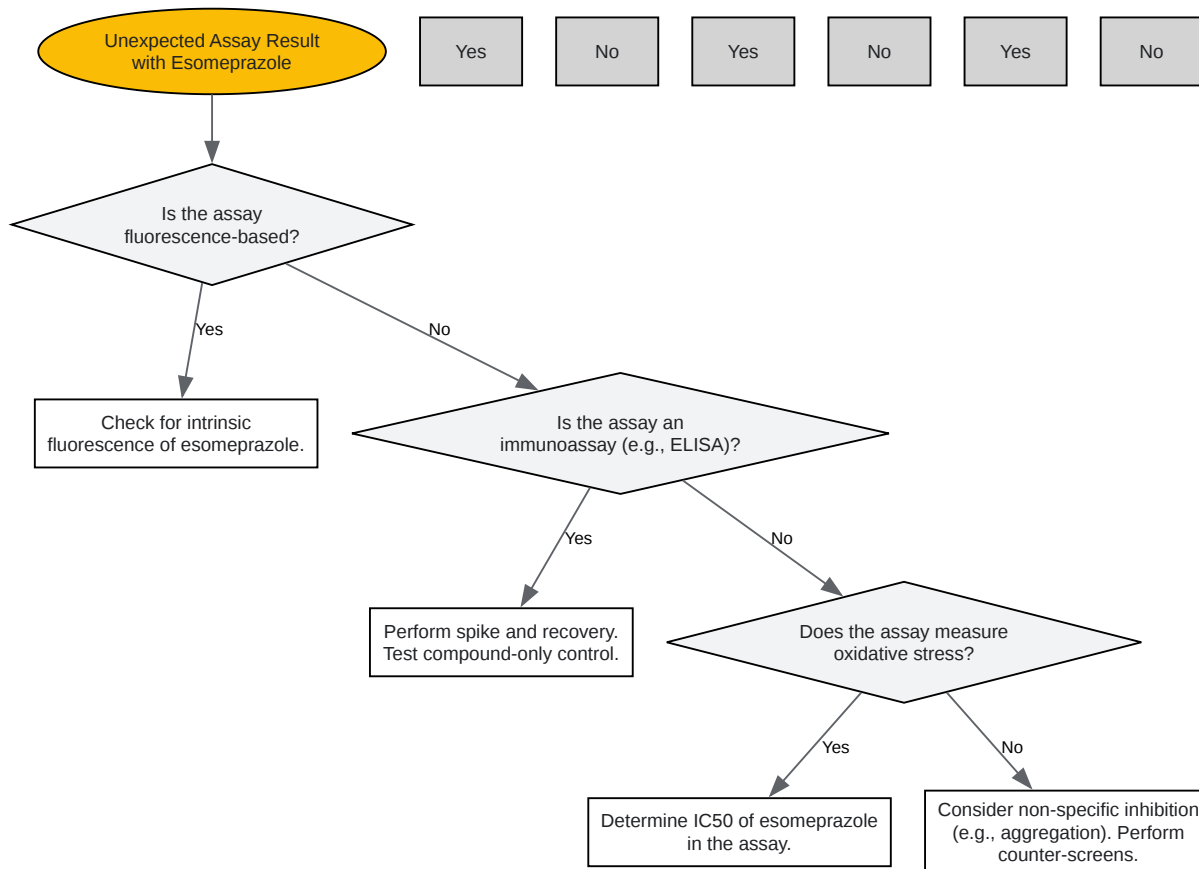 Unexpected Assay Result
with Esomeprazole
Yes
No
Yes
No
Yes
No
Is the assay
fluorescence-based?
Yes
No
Check for intrinsic
fluorescence of esomeprazole.
Is the assay an
immunoassay (e.g., ELISA)?
Yes
No
Perform spike and recovery.
Test compound-only control.
Does the assay measure
oxidative stress?
Yes
No
Determine IC50 of esomeprazole
in the assay.
Consider non-specific inhibition
(e.g., aggregation). Perform
counter-screens.